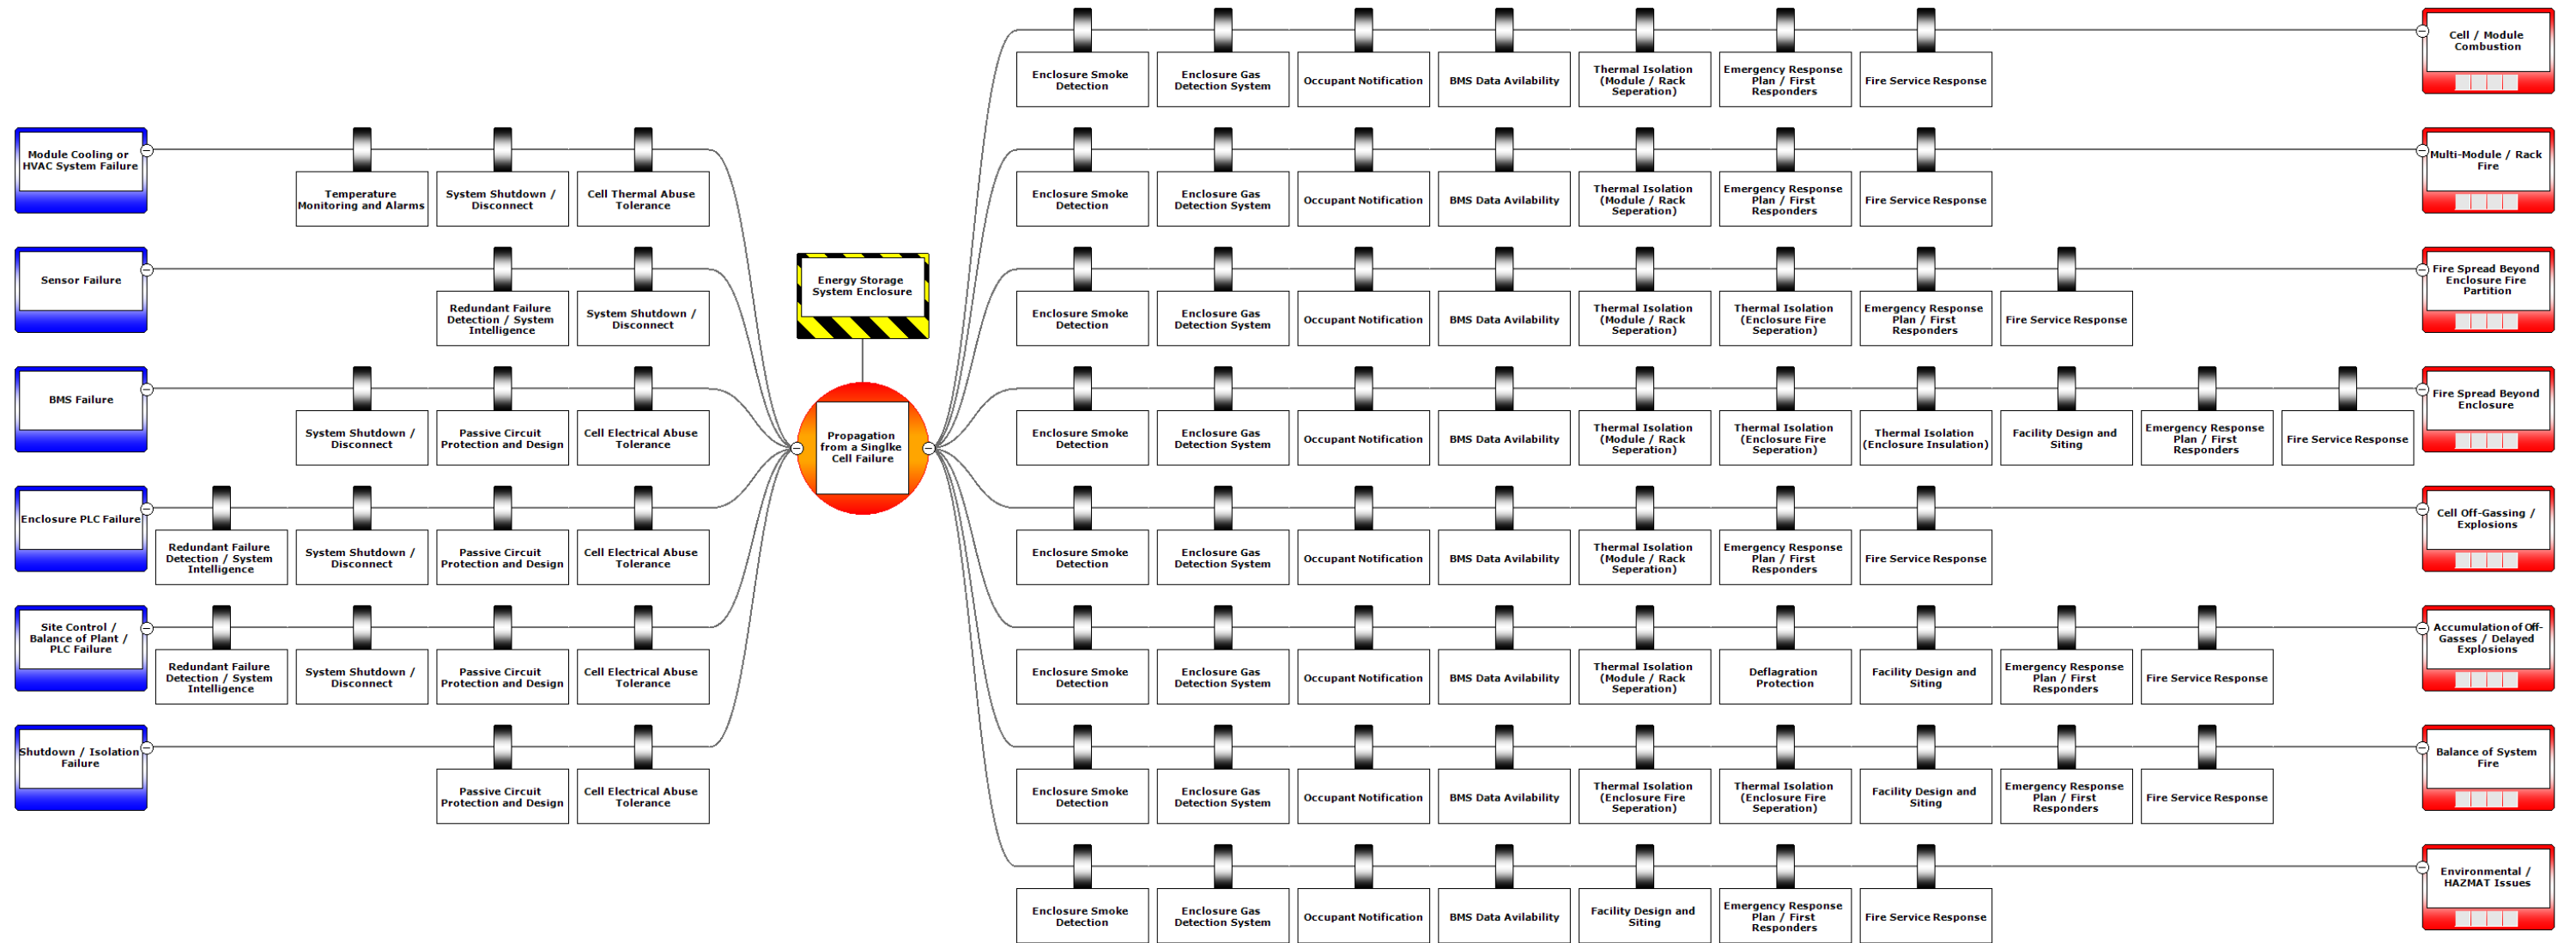 Enclosure Smoke
Detection
Enclosure Gas
Detection System
Occupant Notification
BMS Data Avilability
Thermal Isolation
(Module / Rack
Seperation)
Emergency Response
Plan / First
Responders
Fire Service Response
Cell / Module
Combustion
Module Cooling or
HVAC System Failure
Temperature
Monitoring and Alarms
System Shutdown /
Disconnect
Cell Thermal Abuse
Tolerance
Enclosure Smoke
Detection
Enclosure Gas
Detection System
Occupant Notification
BMS Data Avilability
Thermal Isolation
(Module / Rack
Seperation)
Emergency Response
Plan / First
Responders
Fire Service Response
Multi-Module / Rack
Fire
Sensor Failure
Redundant Failure
Detection / System
Intelligence
System Shutdown /
Disconnect
Energy Storage
System Enclosure
Enclosure Smoke
Detection
Enclosure Gas
Detection System
Occupant Notification
BMS Data Avilability
Thermal Isolation
(Module / Rack
Seperation)
Thermal Isolation
(Enclosure Fire
Seperation)
Emergency Response
Plan / First
Responders
Fire Service Response
Fire Spread Beyond
Enclosure Fire
Partition
BMS Failure
System Shutdown /
Disconnect
Passive Circuit
Protection and Design
Cell Electrical Abuse
Tolerance
Propagation
from a Singlke
Cell Failure
Enclosure Smoke
Detection
Enclosure Gas
Detection System
Occupant Notification
BMS Data Avilability
Thermal Isolation
(Module / Rack
Seperation)
Thermal Isolation
(Enclosure Fire
Seperation)
Thermal Isolation
(Enclosure Insulation)
Facility Design and
Siting
Emergency Response
Plan / First
Responders
Fire Service Response
Fire Spread Beyond
Enclosure
Enclosure PLC Failure
Redundant Failure
Detection / System
Intelligence
System Shutdown /
Disconnect
Passive Circuit
Protection and Design
Cell Electrical Abuse
Tolerance
Enclosure Smoke
Detection
Enclosure Gas
Detection System
Occupant Notification
BMS Data Avilability
Thermal Isolation
(Module / Rack
Seperation)
Emergency Response
Plan / First
Responders
Fire Service Response
Cell Off-Gassing /
Explosions
Site Control /
Balance of Plant /
PLC Failure
Redundant Failure
Detection / System
Intelligence
System Shutdown /
Disconnect
Passive Circuit
Protection and Design
Cell Electrical Abuse
Tolerance
Enclosure Smoke
Detection
Enclosure Gas
Detection System
Occupant Notification
BMS Data Avilability
Thermal Isolation
(Module / Rack
Seperation)
Deflagration
Protection
Facility Design and
Siting
Emergency Response
Plan / First
Responders
Fire Service Response
Accumulation of Off-
Gasses / Delayed
Explosions
Shutdown / Isolation
Failure
Passive Circuit
Protection and Design
Cell Electrical Abuse
Tolerance
Enclosure Smoke
Detection
Enclosure Gas
Detection System
Occupant Notification
BMS Data Avilability
Thermal Isolation
(Enclosure Fire
Seperation)
Thermal Isolation
(Enclosure Fire
Seperation)
Facility Design and
Siting
Emergency Response
Plan / First
Responders
Fire Service Response
Balance of System
Fire
Enclosure Smoke
Detection
Enclosure Gas
Detection System
Occupant Notification
BMS Data Avilability
Facility Design and
Siting
Emergency Response
Plan / First
Responders
Fire Service Response
Environmental /
HAZMAT Issues